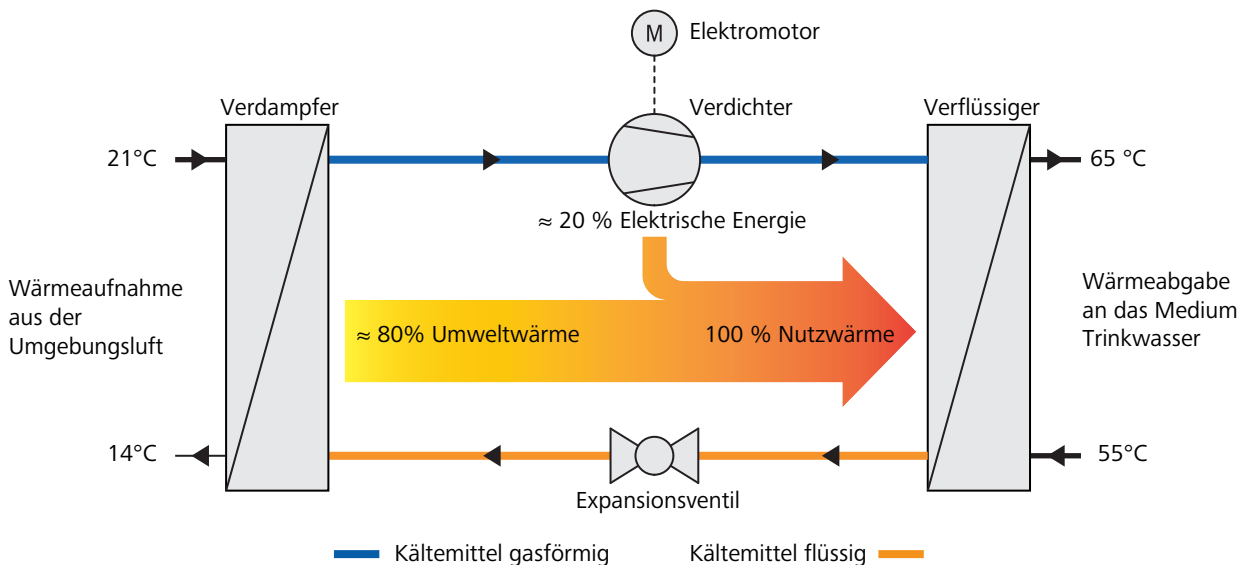 M
Elektromotor
Verdampfer
Verdichter
Verflüssiger
21°C
65 °C
≈ 20 % Elektrische Energie
Wärmeaufnahme
aus der
Umgebungsluft
≈ 80% Umweltwärme
100 % Nutzwärme
Wärmeabgabe
an das Medium
Trinkwasser
14°C
55°C
Expansionsventil
Kältemittel gasförmig
Kältemittel flüssig